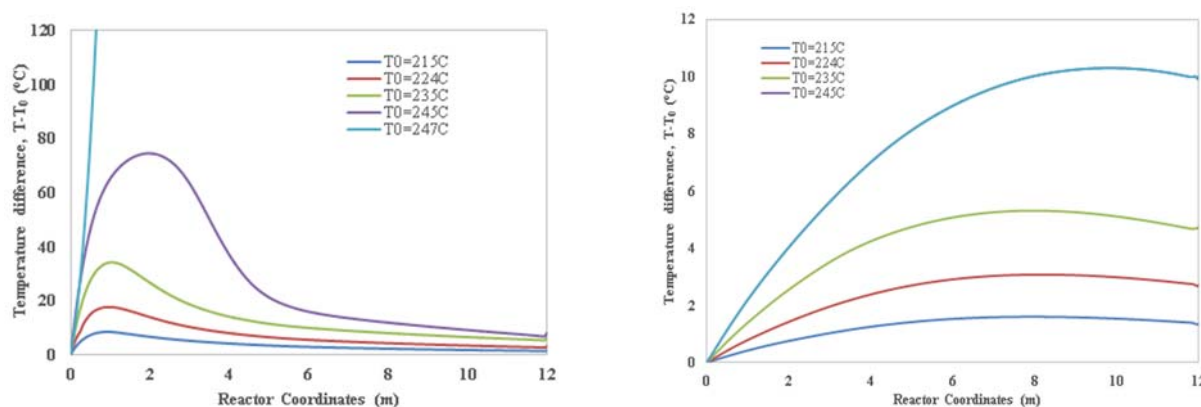 120
100
80
60
40
20
0
Temperature difference, T-T₀ (°C)
T0=215C
T0=224C
T0=235C
T0=245C
T0=247C
0 2 4 6 8 10 12
Reactor Coordinates (m)
12
10
8
6
4
2
0
Temperature difference, T-T₀ (°C)
T0=215C
T0=224C
T0=235C
T0=245C
0 2 4 6 8 10 12
Reactor Coordinates (m)